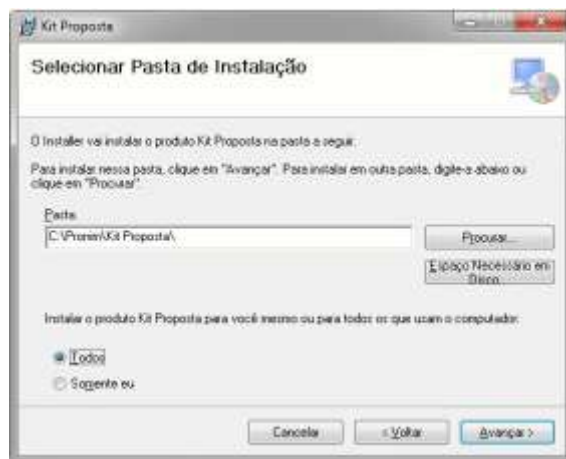 Kit Proposta
Selecionar Pasta de Instalação
O Installer vai instalar o produto Kit Proposta na pasta a seguir.
Para instalar nessa pasta, clique em "Avançar". Para instalar em outra pasta, digite-a abaixo ou
clique em "Procurar".
Pasta:
C:\Pronim\Kit Proposta\
Procurar...
Espaço Necessário em
Disco...
Instalar o produto Kit Proposta para você mesmo ou para todos os que usam o computador:
Todos
Somente eu
Cancelar
< Voltar
Avançar >